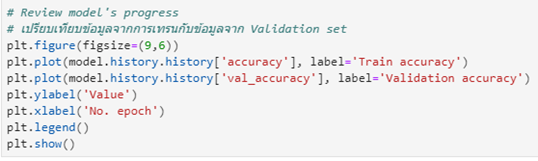 # Review model's progress
# เปรียบเทียบข้อมูลจากการเทรนกับข้อมูลจาก Validation set
plt.figure(figsize=(9,6))
plt.plot(model.history.history['accuracy'], label='Train accuracy')
plt.plot(model.history.history['val_accuracy'], label='Validation accuracy')
plt.ylabel('Value')
plt.xlabel('No. epoch')
plt.legend()
plt.show()